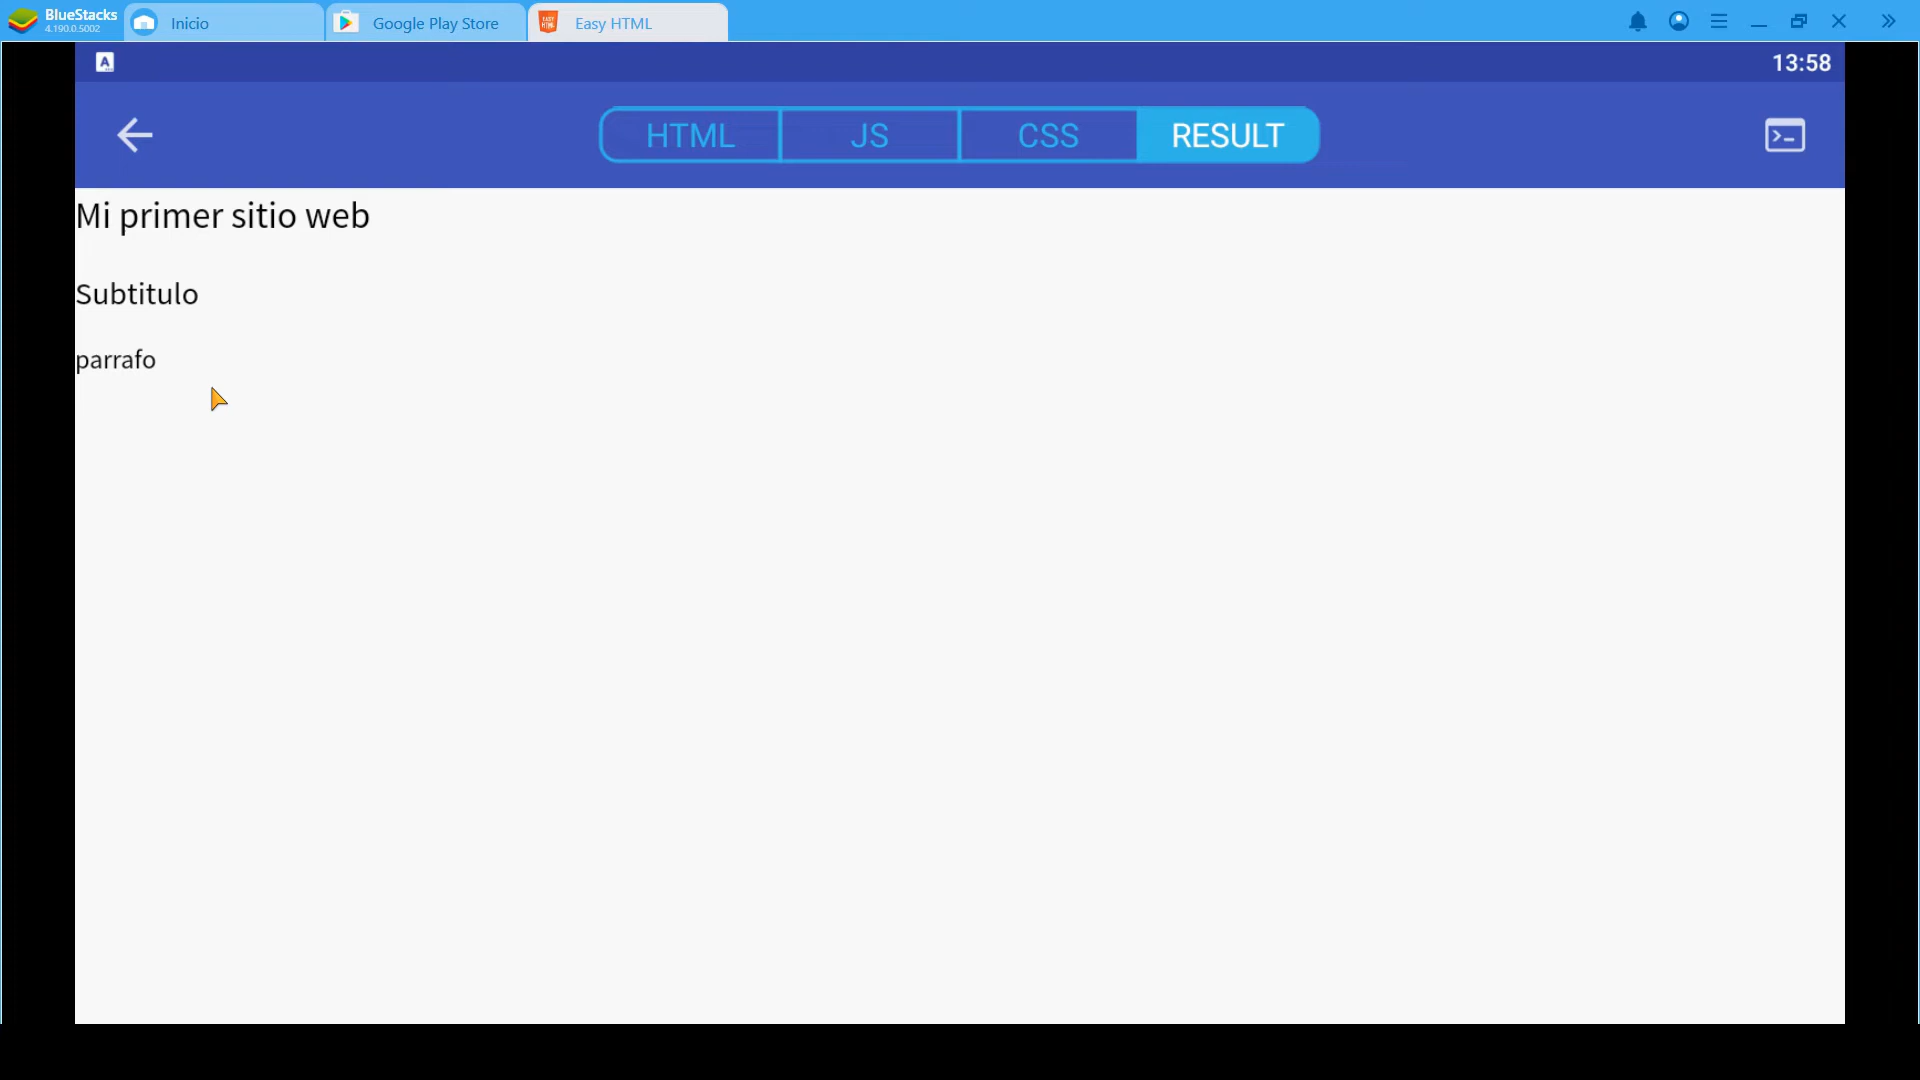 BlueStacks
4.190.0.5002
Inicio
Google Play Store
Easy HTML
A
13:58
HTML
JS
CSS
RESULT
Mi primer sitio web
Subtitulo
parrafo